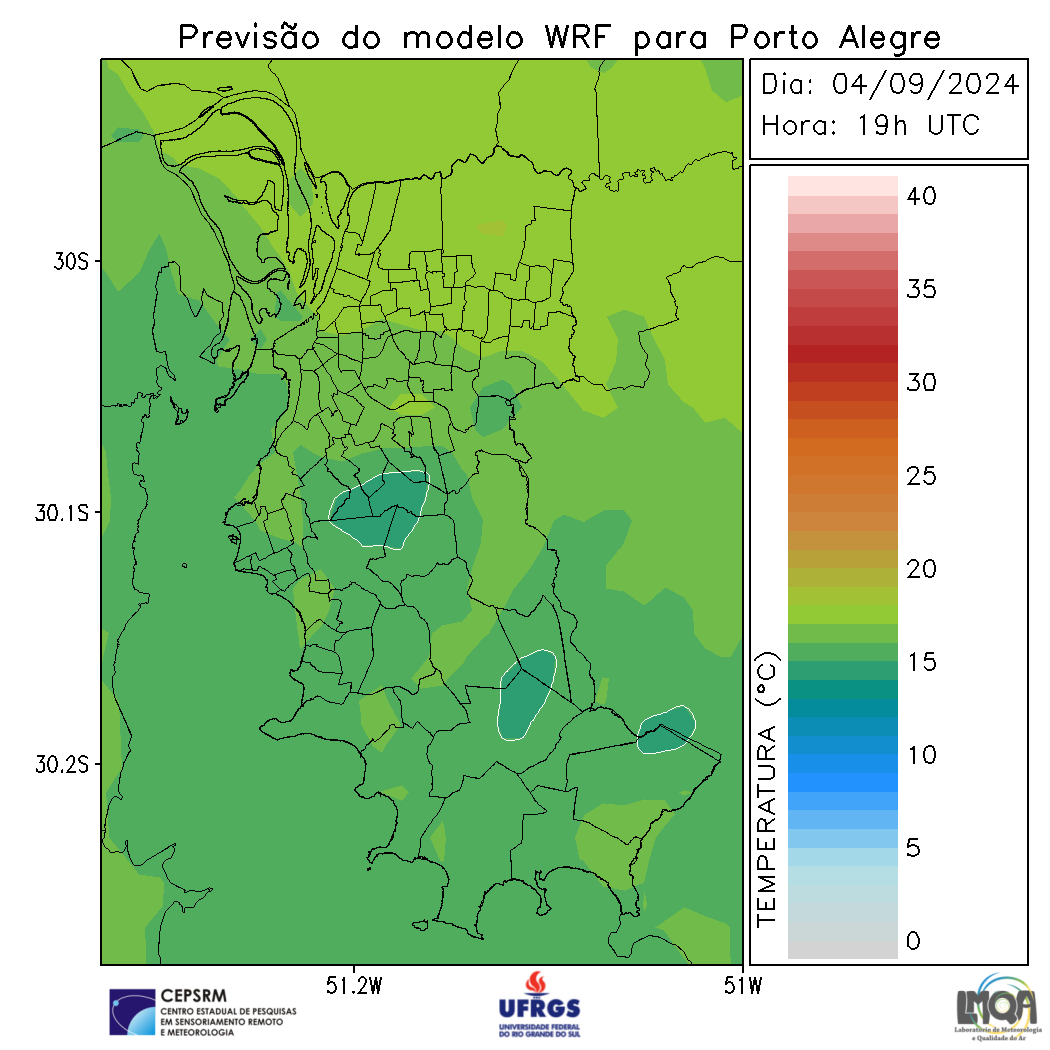 Previsão do modelo WRF para Porto Alegre
Dia: 04/09/2024
Hora: 19h UTC
30S
30.1S
30.2S
51.2W
51W
40
35
30
25
20
15
10
5
0
TEMPERATURA (°C)
CEPSRM
CENTRO ESTADUAL DE PESQUISAS
EM SENSORIAMENTO REMOTO
E METEOROLOGIA
UFRGS
UNIVERSIDADE FEDERAL
DO RIO GRANDE DO SUL
LMQA
Laboratório de Meteorologia
e Qualidade do Ar